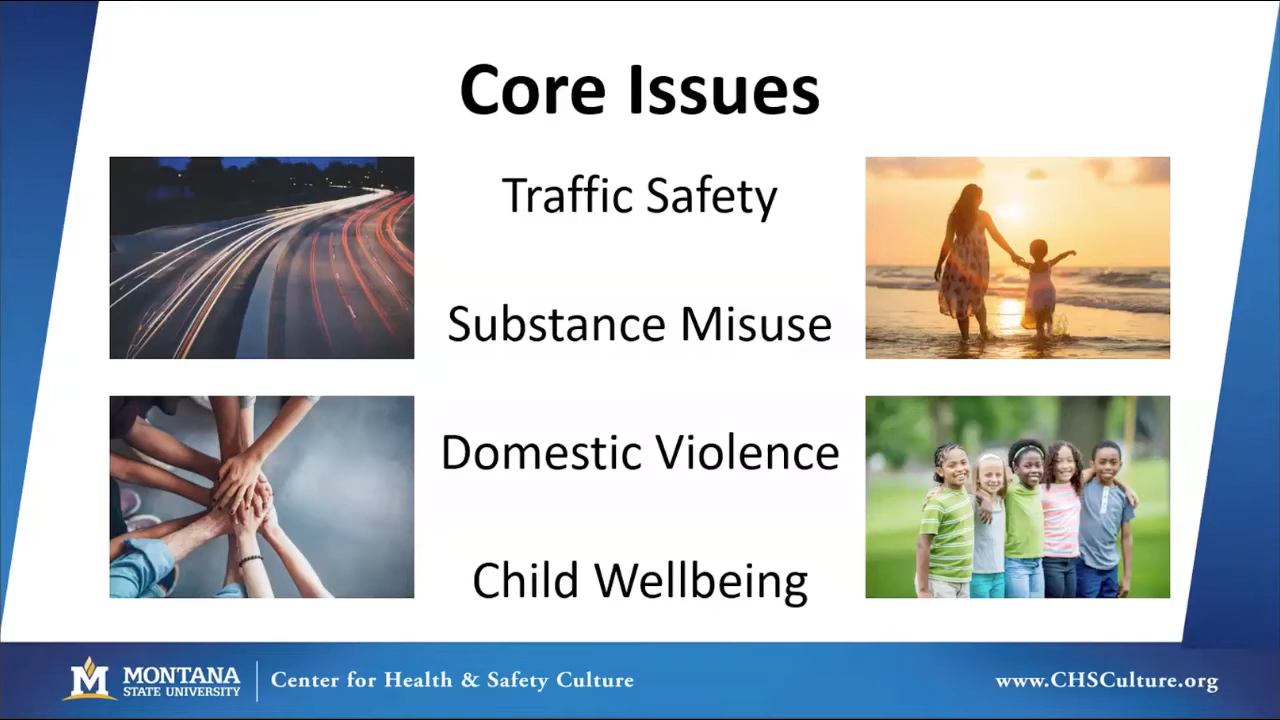 Core Issues
Traffic Safety
Substance Misuse
Domestic Violence
Child Wellbeing
M
MONTANA
STATE UNIVERSITY
Center for Health & Safety Culture
www.CHSCulture.org